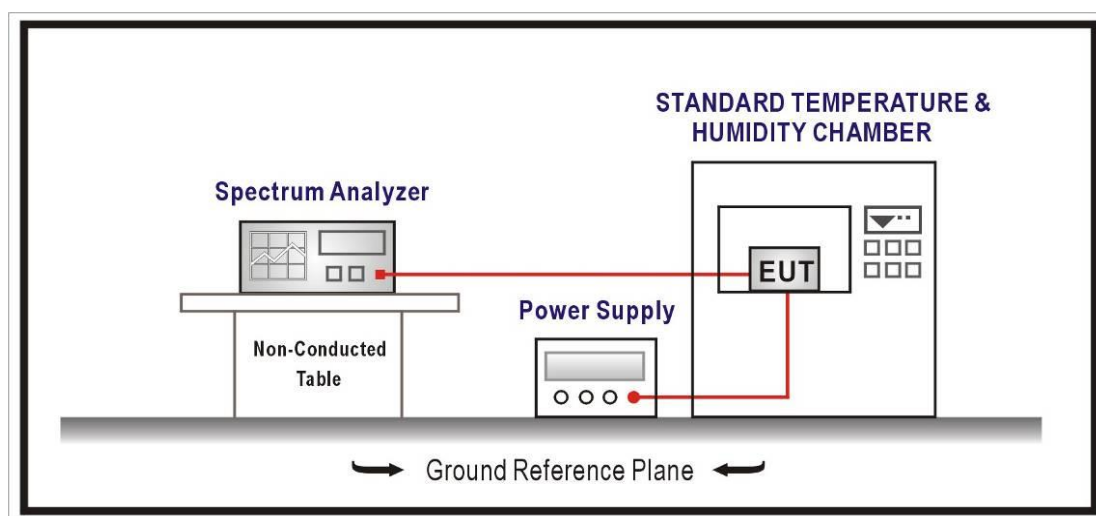 STANDARD TEMPERATURE &
HUMIDITY CHAMBER
Spectrum Analyzer
EUT
Power Supply
Non-Conducted
Table
Ground Reference Plane